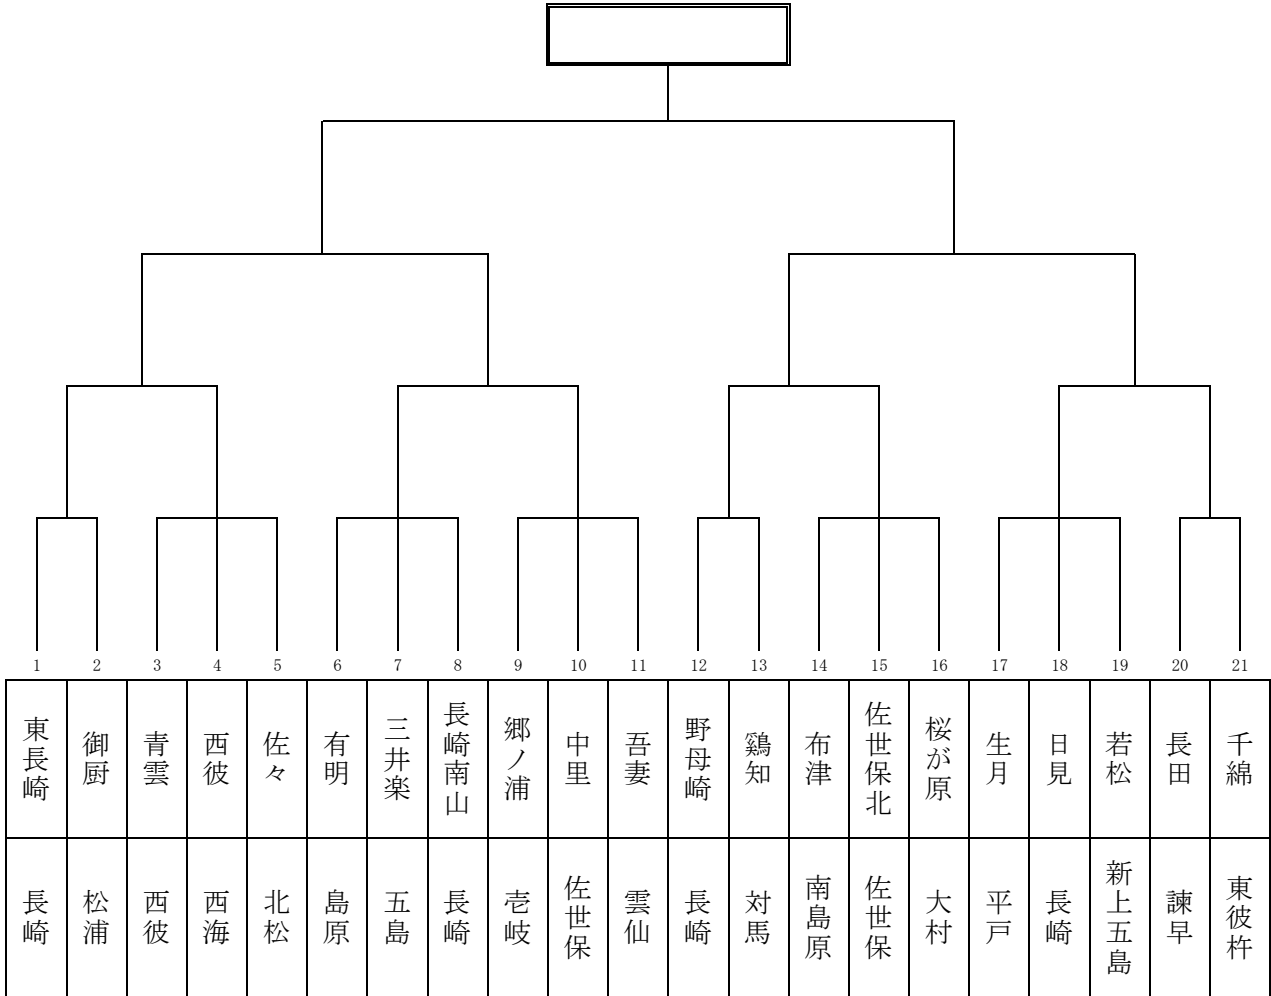 1 2 3 4 5 6 7 8 9 10 11 12 13 14 15 16 17 18 19 20 21
東長崎 御厨 青雲 西彼 佐々 有明 三井楽 長崎南山 郷ノ浦 中里 吾妻 野母崎 鶏知 布津 佐世保北 桜が原 生月 日見 若松 長田 千綿
長崎 松浦 西彼 西海 北松 島原 五島 長崎 壱岐 佐世保 雲仙 長崎 対馬 南島原 佐世保 大村 平戸 長崎 新上五島 諫早 東彼杵